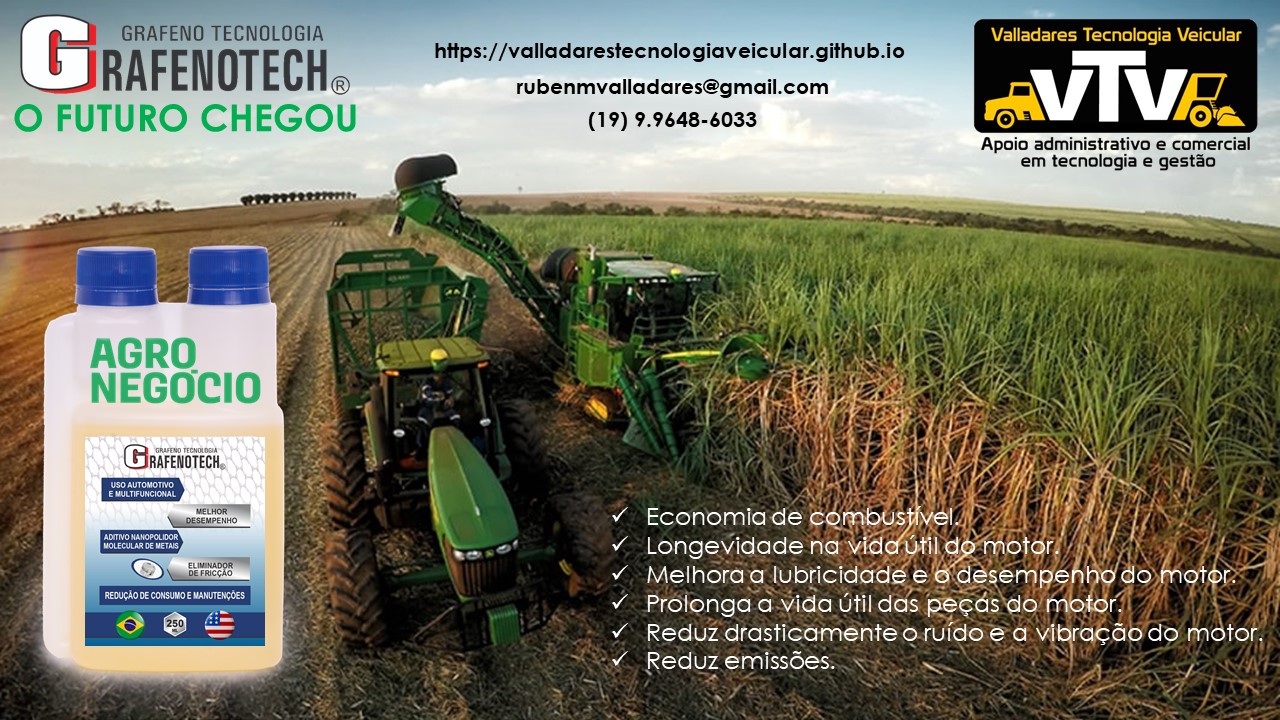 GRAFENO TECNOLOGIA
GRAFENOTECH®
O FUTURO CHEGOU
https://valladarestecnologiaveicular.github.io
rubenmvalladares@gmail.com
(19) 9.9648-6033
Valladares Tecnologia Veicular
VTV
Apoio administrativo e comercial
em tecnologia e gestão
AGRO
NEGÓCIO
GRAFENO TECNOLOGIA
GRAFENOTECH®
USO AUTOMOTIVO
E MULTIFUNCIONAL
MELHOR
DESEMPENHO
ADITIVO NANOPOLIDOR
MOLECULAR DE METAIS
ELIMINADOR
DE FRICÇÃO
REDUÇÃO DE CONSUMO E MANUTENÇÕES
250
ML
✓ Economia de combustível.
✓ Longevidade na vida útil do motor.
✓ Melhora a lubricidade e o desempenho do motor.
✓ Prolonga a vida útil das peças do motor.
✓ Reduz drasticamente o ruído e a vibração do motor.
✓ Reduz emissões.